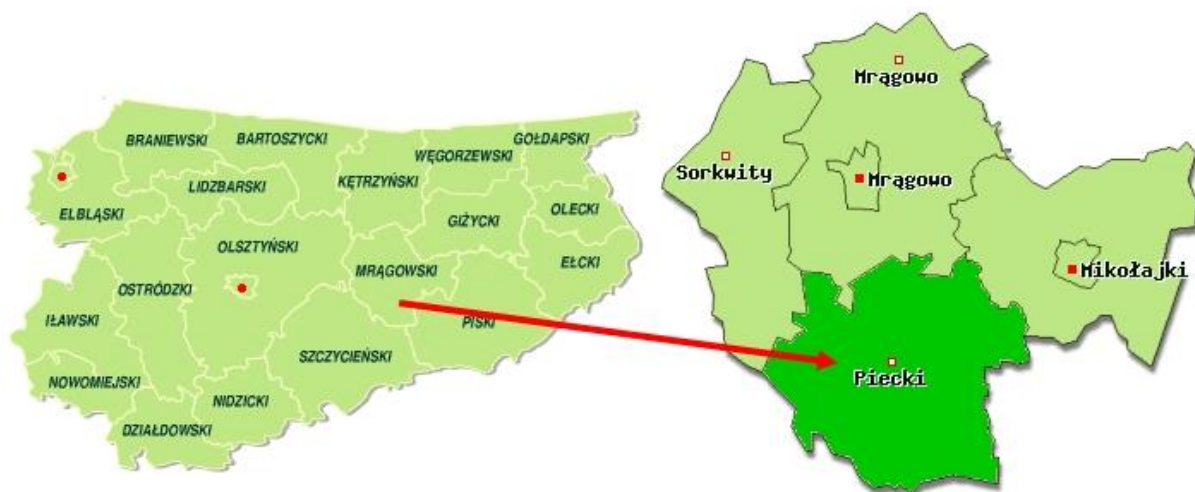 BRANIEWSKI
BARTOSZYCKI
GOŁDAPSKI
WĘGORZEWSKI
LIDZBARSKI
KĘTRZYŃSKI
ELBLĄSKI
GIŻYCKI
OLECKI
OLSZTYŃSKI
MRĄGOWSKI
EŁCKI
OSTRÓDZKI
IŁAWSKI
PISKI
SZCZYCIEŃSKI
NOWOMIEJSKI
NIDZICKI
DZIAŁDOWSKI
Mrągowo
Sorkwity
Mrągowo
Mikołajki
Piecki